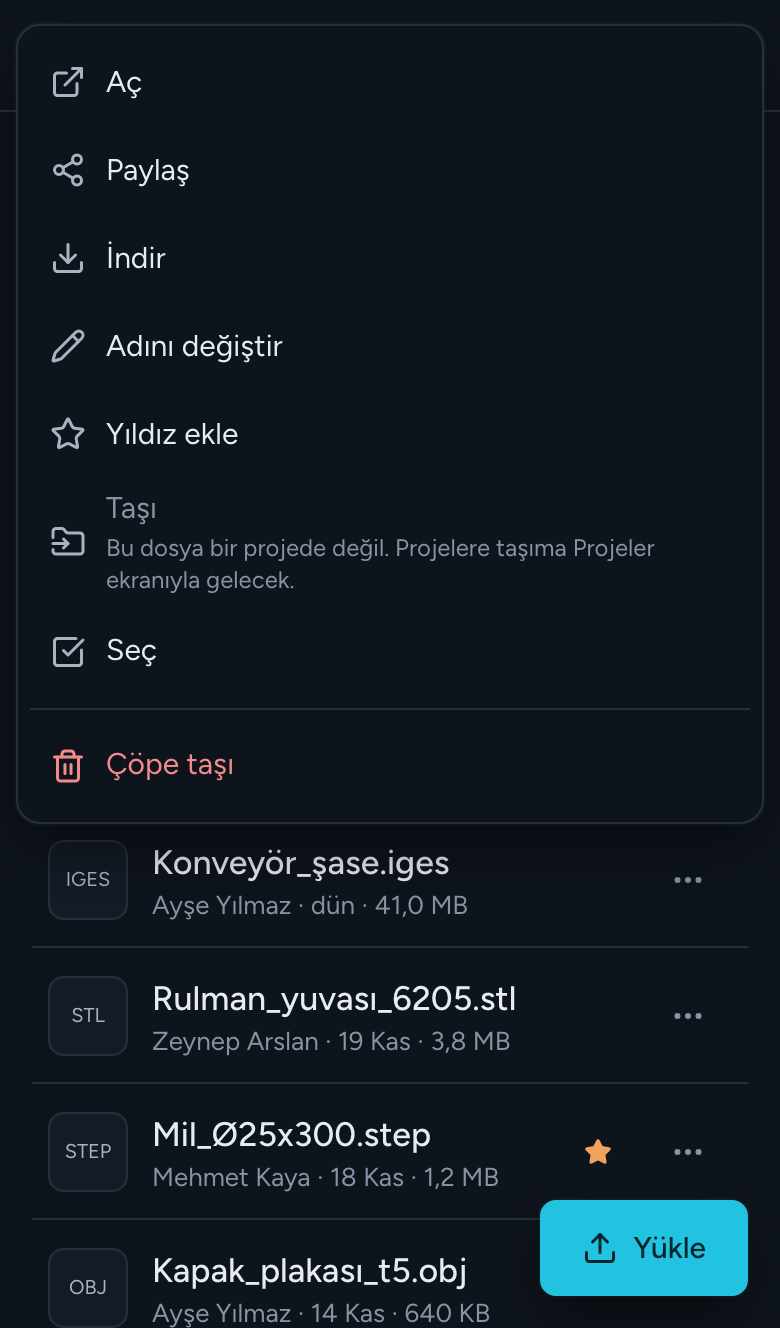 Aç
Paylaş
İndir
Adını değiştir
Yıldız ekle
Taşı
Bu dosya bir projede değil. Projelere taşıma Projeler
ekranıyla gelecek.
Seç
Çöpe taşı
IGES
Konveyör_şase.iges
Ayşe Yılmaz · dün · 41,0 MB
STL
Rulman_yuvası_6205.stl
Zeynep Arslan · 19 Kas · 3,8 MB
STEP
Mil_Ø25x300.step
Mehmet Kaya · 18 Kas · 1,2 MB
Yükle
OBJ
Kapak_plakası_t5.obj
Ayşe Yılmaz · 14 Kas · 640 KB